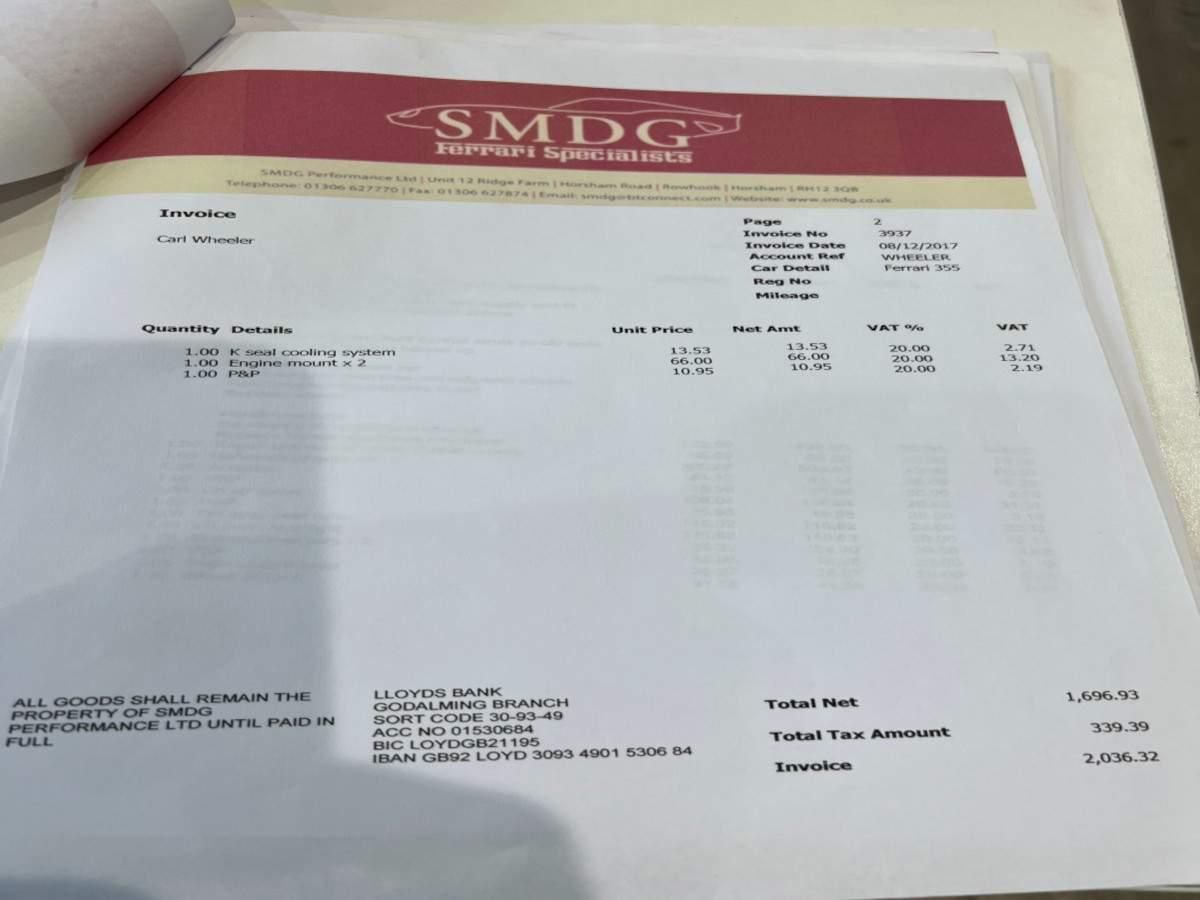 SMDG
Ferrari Specialists
SMDG Performance Ltd | Unit 12 Ridge Farm | Horsham Road | Rowhook | Horsham | RH12 3QB
Telephone: 01306 627770 | Fax: 01306 627874 | Email: smdg@btconnect.com | Website: www.smdg.co.uk
Invoice
Carl Wheeler
Page 2
Invoice No 3937
Invoice Date 08/12/2017
Account Ref WHEELER
Car Detail Ferrari 355
Reg No
Mileage
Quantity Details Unit Price Net Amt VAT % VAT
1.00 K seal cooling system 13.53 13.53 20.00 2.71
1.00 Engine mount x 2 66.00 66.00 20.00 13.20
1.00 P&P 10.95 10.95 20.00 2.19
ALL GOODS SHALL REMAIN THE
PROPERTY OF SMDG
PERFORMANCE LTD UNTIL PAID IN
FULL
LLOYDS BANK
GODALMING BRANCH
SORT CODE 30-93-49
ACC NO 01530684
BIC LOYDGB21195
IBAN GB92 LOYD 3093 4901 5306 84
Total Net 1,696.93
Total Tax Amount 339.39
Invoice 2,036.32